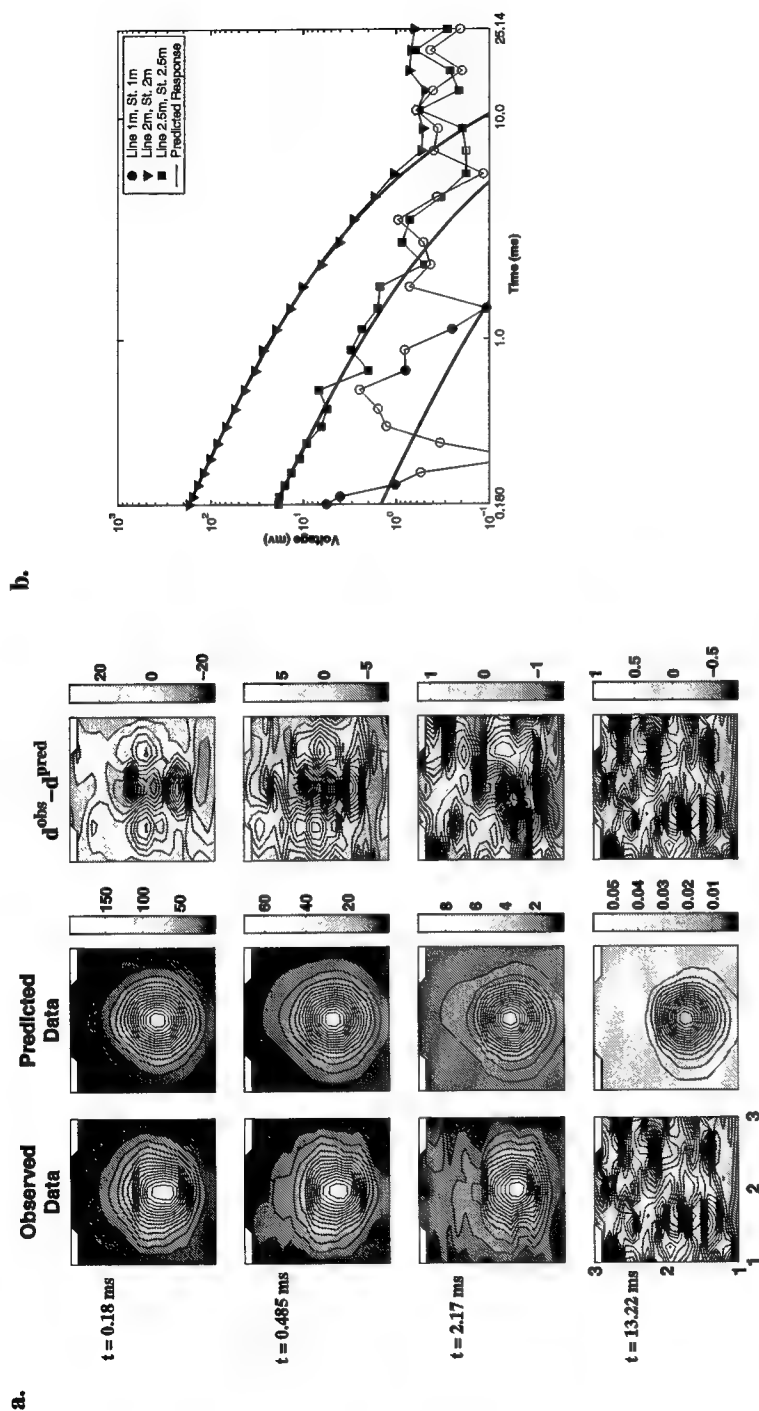 a.
Observed
Data
Predicted
Data
d^obs-d^pred
t = 0.18 ms
150
100
50
20
0
-20
t = 0.485 ms
60
40
20
5
0
-5
t = 2.17 ms
8
6
4
2
1
0
-1
t = 13.22 ms
3
2
1
1
2
3
0.05
0.04
0.03
0.02
0.01
1
0.5
0
-0.5
b.
Line 1m, St. 1m
Line 2m, St. 2m
Line 2.5m, St. 2.5m
Predicted Response
Voltage (mv)
10^3
10^2
10^1
10^0
10^-1
0.180
1.0
10.0
25.14
Time (ms)